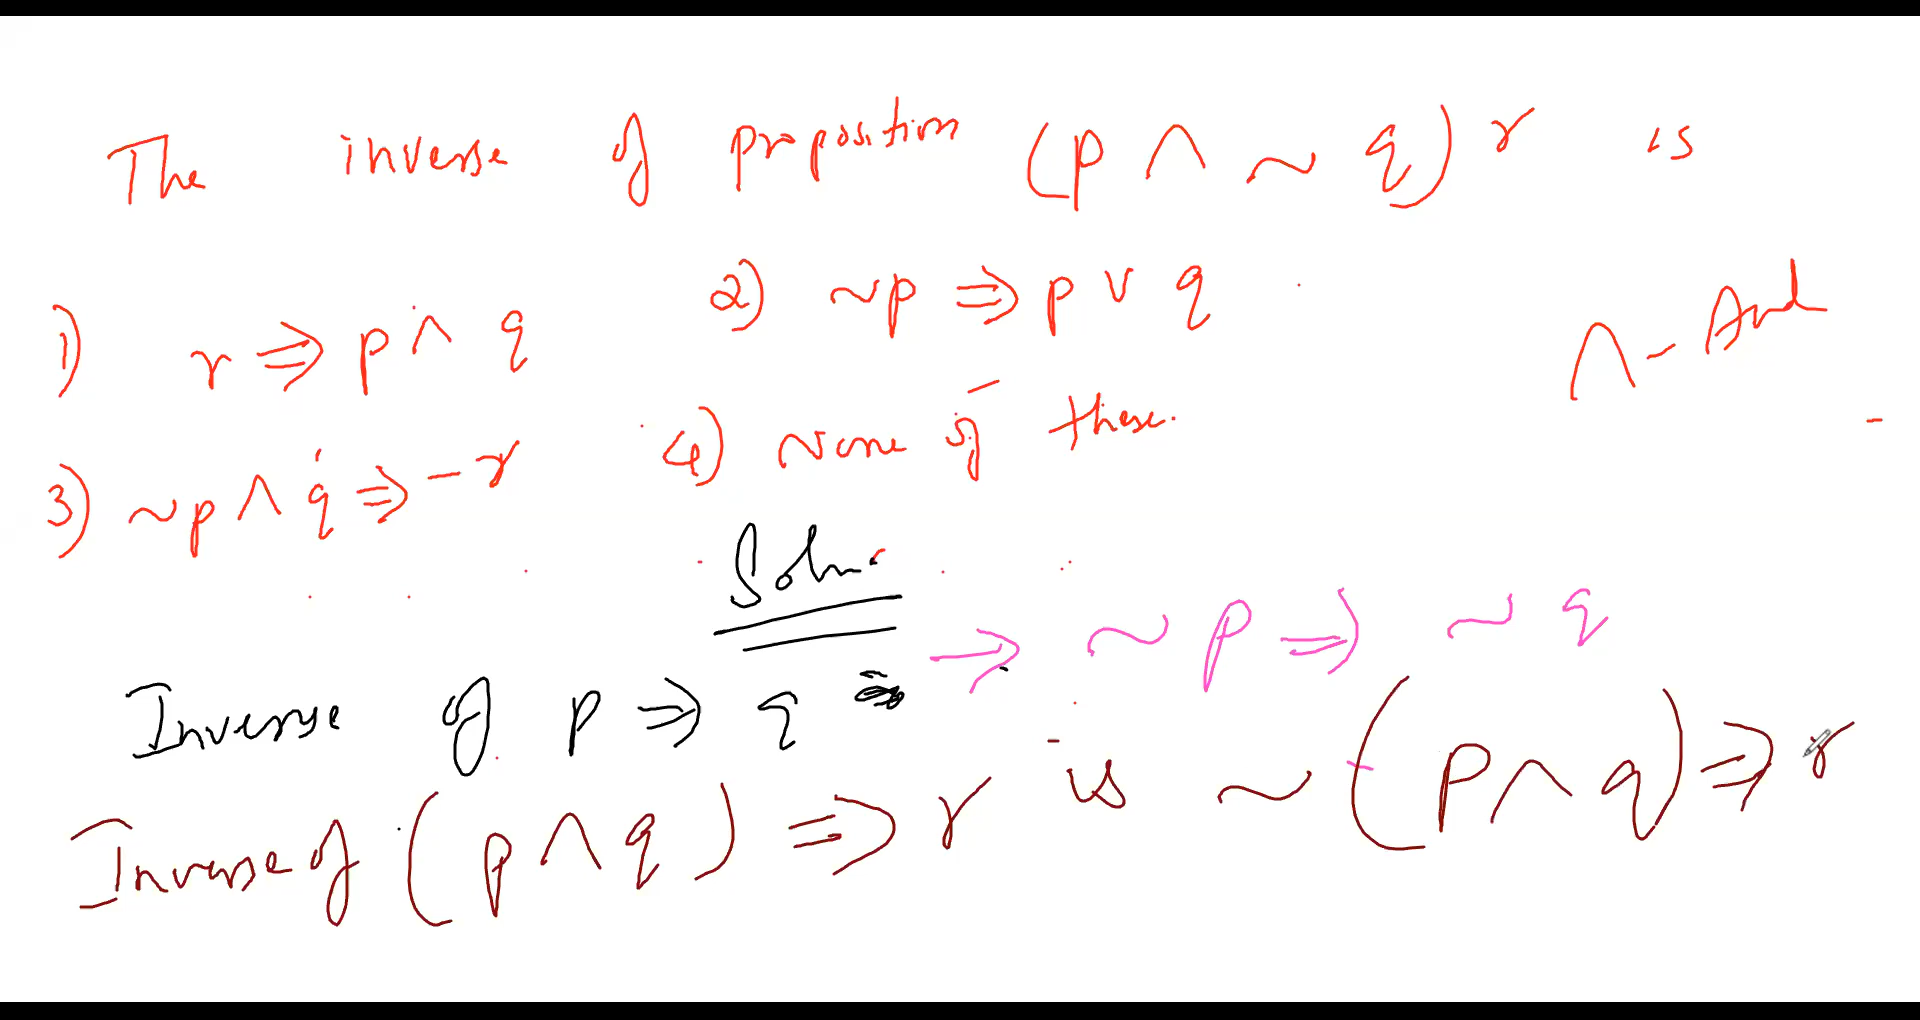 The inverse of proposition (p ∧ ~ q) r is
1) r ⇒ p ∧ q 2) ~p ⇒ p ∨ q
∧ - And
3) ~p ∧ q ⇒ - r 4) None of these.
Soln.
→ ~ p ⇒ ~ q
Inverse of p ⇒ q
Inverse of (p ∧ q) ⇒ r is ~ (p ∧ q) ⇒ r